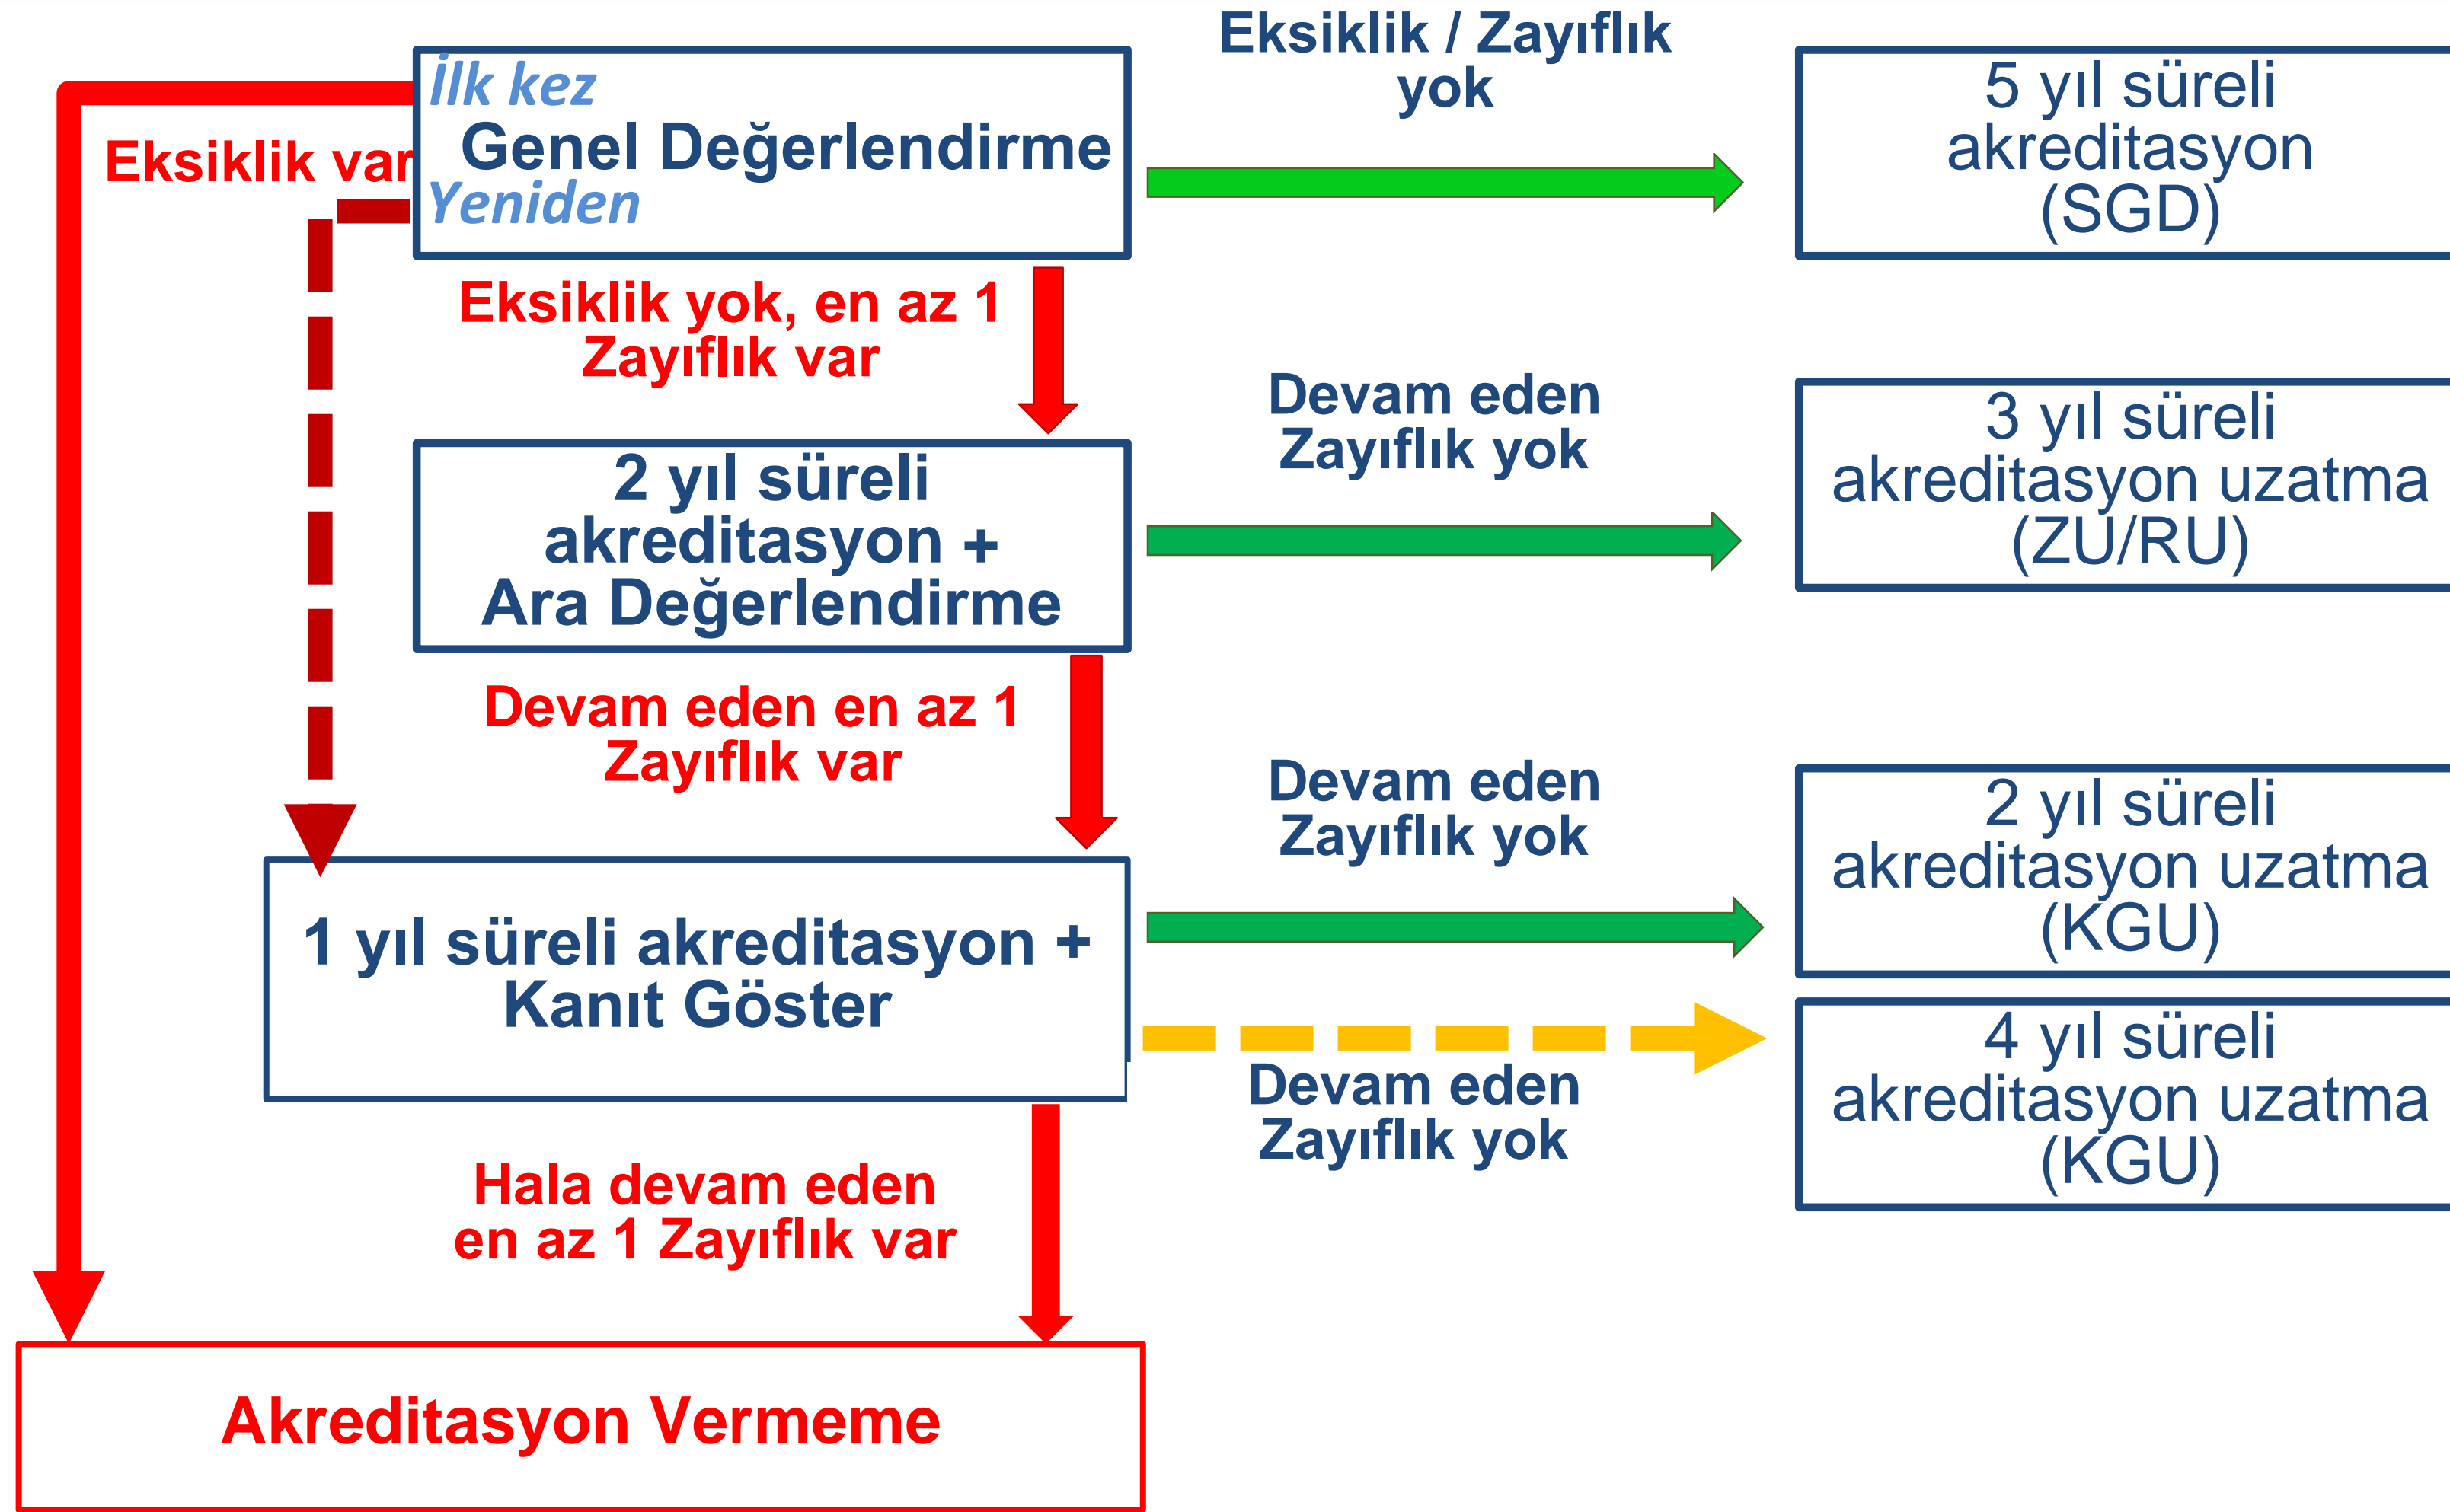 Eksiklik / Zayıflık
yok
İlk kez
Genel Değerlendirme
Yeniden
Eksiklik var
5 yıl süreli
akreditasyon
(SGD)
Eksiklik yok, en az 1
Zayıflık var
Devam eden
Zayıflık yok
2 yıl süreli
akreditasyon +
Ara Değerlendirme
3 yıl süreli
akreditasyon uzatma
(ZU/RU)
Devam eden en az 1
Zayıflık var
Devam eden
Zayıflık yok
1 yıl süreli akreditasyon +
Kanıt Göster
2 yıl süreli
akreditasyon uzatma
(KGU)
Devam eden
Zayıflık yok
4 yıl süreli
akreditasyon uzatma
(KGU)
Hala devam eden
en az 1 Zayıflık var
Akreditasyon Vermeme